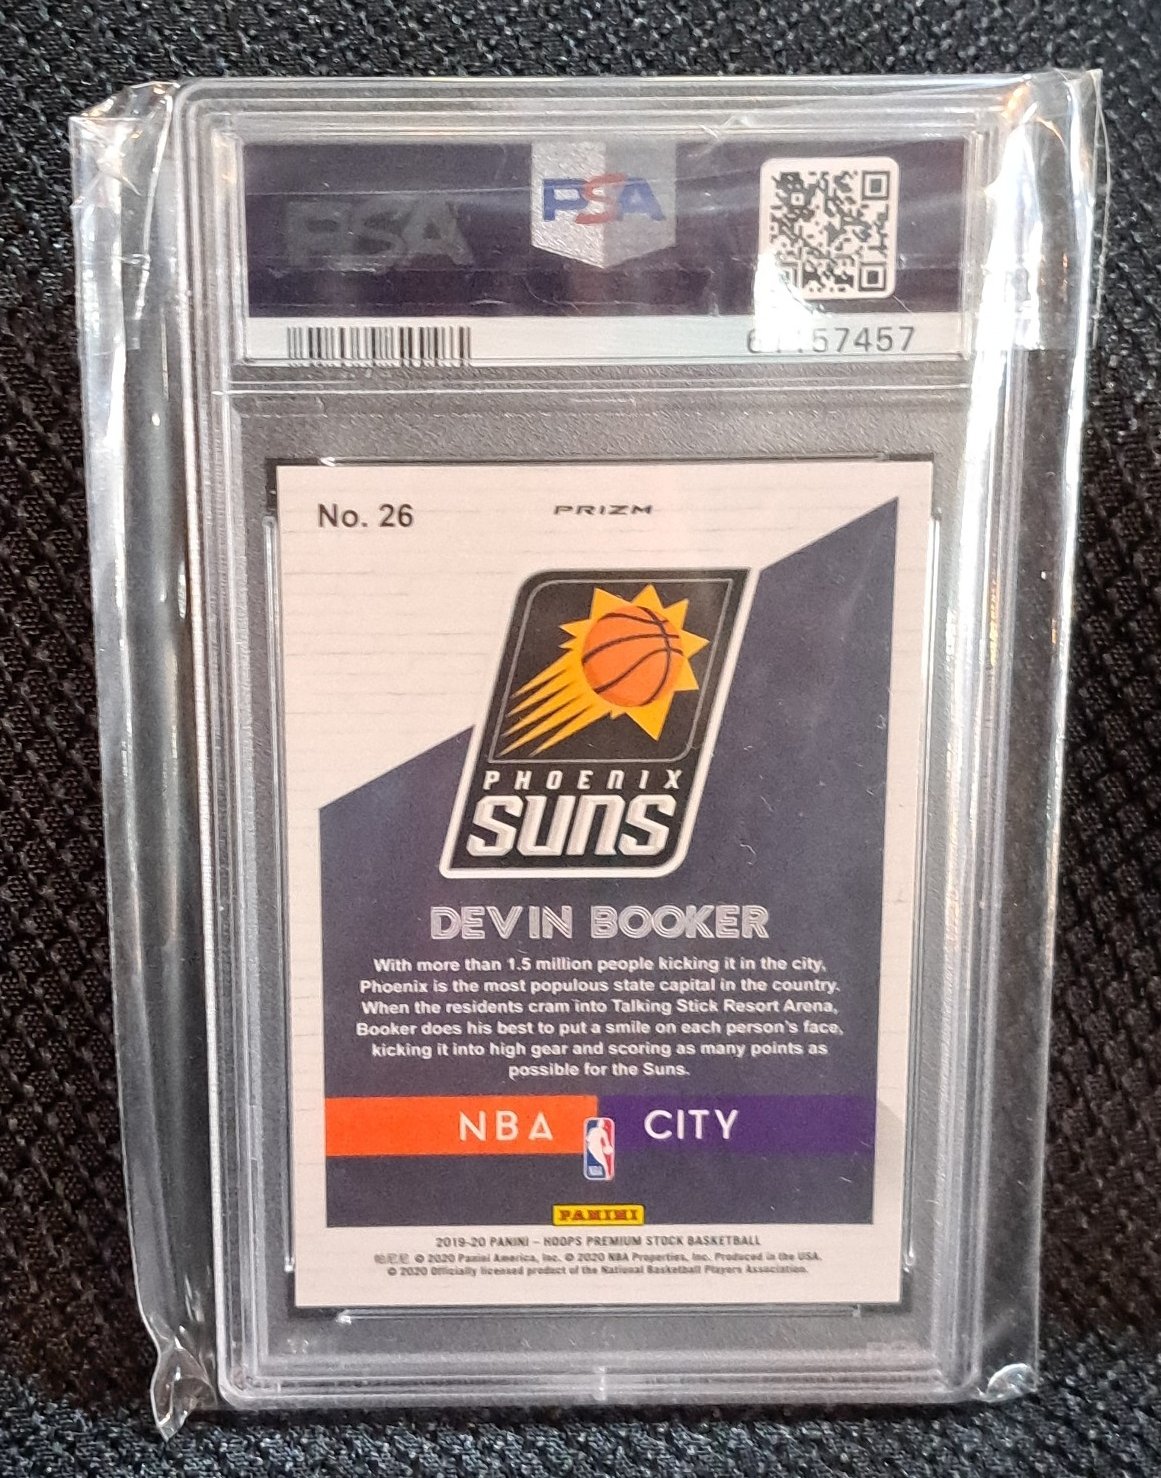 PSA
PSA
57457
No. 26
PRIZM
PHOENIX
SUNS
DEVIN BOOKER
With more than 1.5 million people kicking it in the city,
Phoenix is the most populous state capital in the country.
When the residents cram into Talking Stick Resort Arena,
Booker does his best to put a smile on each person's face,
kicking it into high gear and scoring as many points as
possible for the Suns.
NBA CITY
NBA
PANINI
2019-20 PANINI – HOOPS PREMIUM STOCK BASKETBALL
© 2020 Panini America, Inc. © 2020 NBA Properties, Inc. Produced in the USA.
© 2020 Officially licensed product of the National Basketball Players Association.